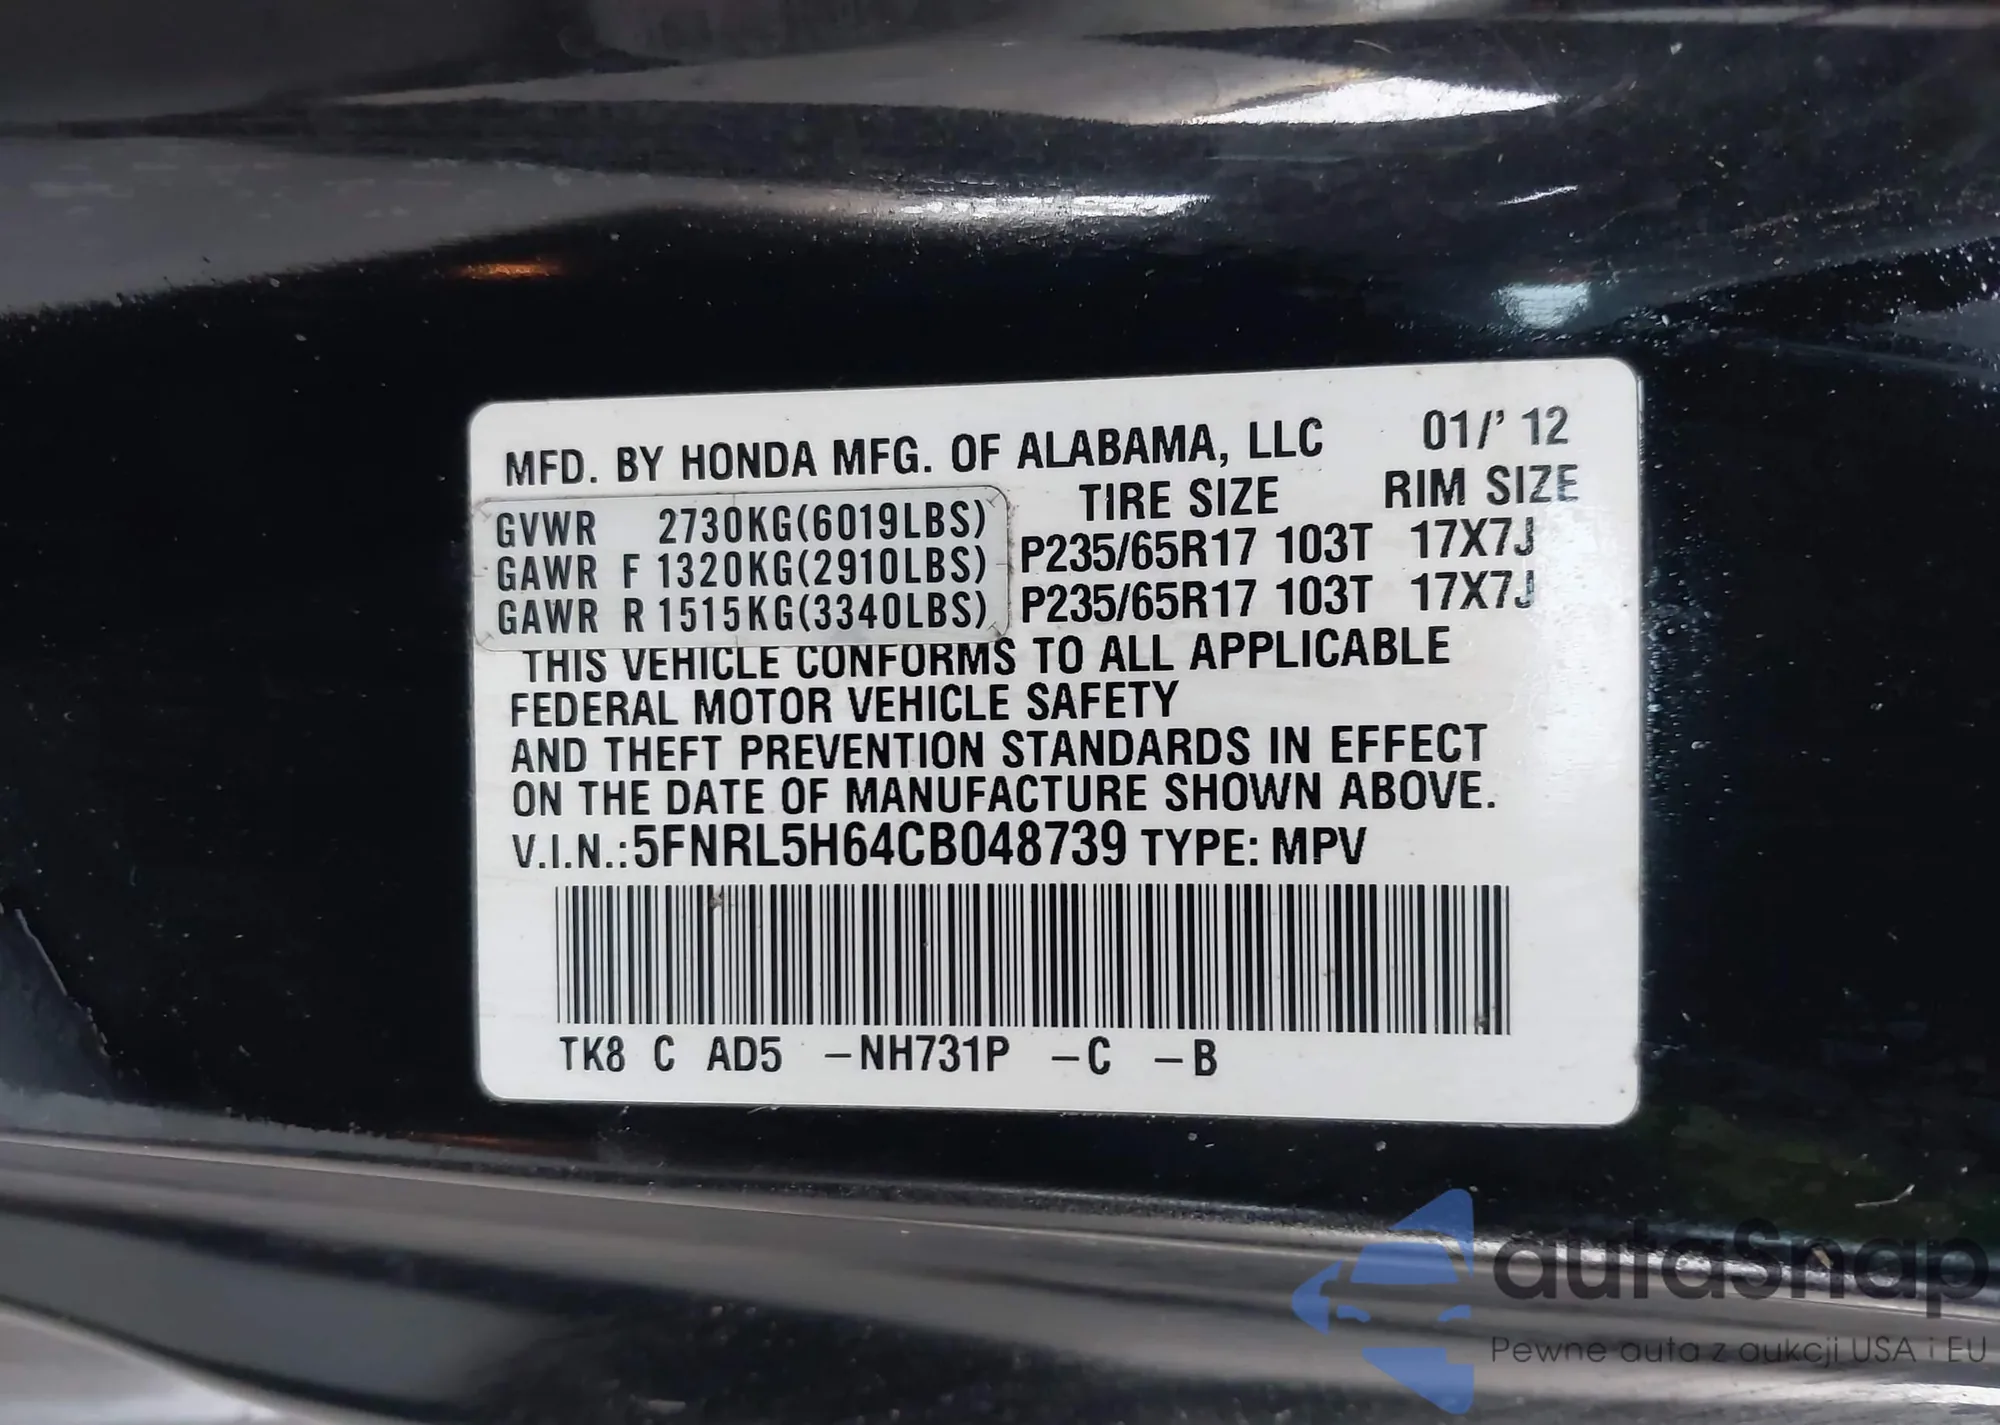 MFD. BY HONDA MFG. OF ALABAMA, LLC 01/' 12
TIRE SIZE RIM SIZE
GVWR 2730KG(6019LBS)
GAWR F 1320KG(2910LBS) P235/65R17 103T 17X7J
GAWR R 1515KG(3340LBS) P235/65R17 103T 17X7J
THIS VEHICLE CONFORMS TO ALL APPLICABLE
FEDERAL MOTOR VEHICLE SAFETY
AND THEFT PREVENTION STANDARDS IN EFFECT
ON THE DATE OF MANUFACTURE SHOWN ABOVE.
V.I.N.:5FNRL5H64CB048739 TYPE: MPV
TK8 C AD5 –NH731P –C –B
autaSnap
Pewne auta z aukcji USA i EU